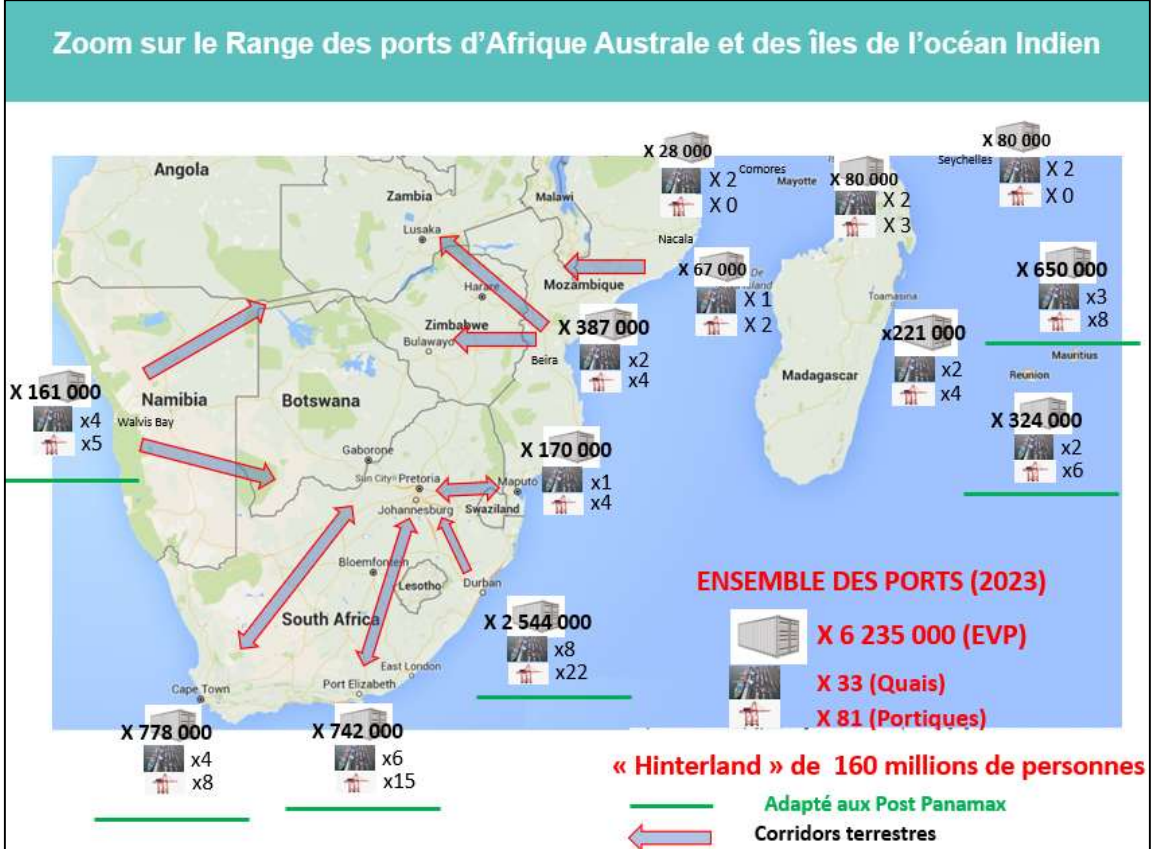 Zoom sur le Range des ports d'Afrique Australe et des îles de l'océan Indien
Angola
Zambia
Lusaka
Malawi
X 28 000
X 2
X 0
Comores
Mayotte
X 80 000
X 2
X 3
Seychelles
X 80 000
X 2
X 0
Nacala
Mozambique
X 67 000
X 1
X 2
Harare
Zimbabwe
Bulawayo
Beira
X 387 000
x2
x4
Toamasina
x221 000
x2
x4
Madagascar
X 650 000
x3
x8
Mauritius
Reunion
X 324 000
x2
x6
X 161 000
x4
x5
Namibia
Walvis Bay
Botswana
Gaborone
Sun City
Pretoria
Johannesburg
Maputo
Swaziland
X 170 000
x1
x4
Bloemfontein
Lesotho
Durban
South Africa
X 2 544 000
x8
x22
East London
Port Elizabeth
Cape Town
X 778 000
x4
x8
X 742 000
x6
x15
ENSEMBLE DES PORTS (2023)
X 6 235 000 (EVP)
X 33 (Quais)
X 81 (Portiques)
« Hinterland » de 160 millions de personnes
Adapté aux Post Panamax
Corridors terrestres